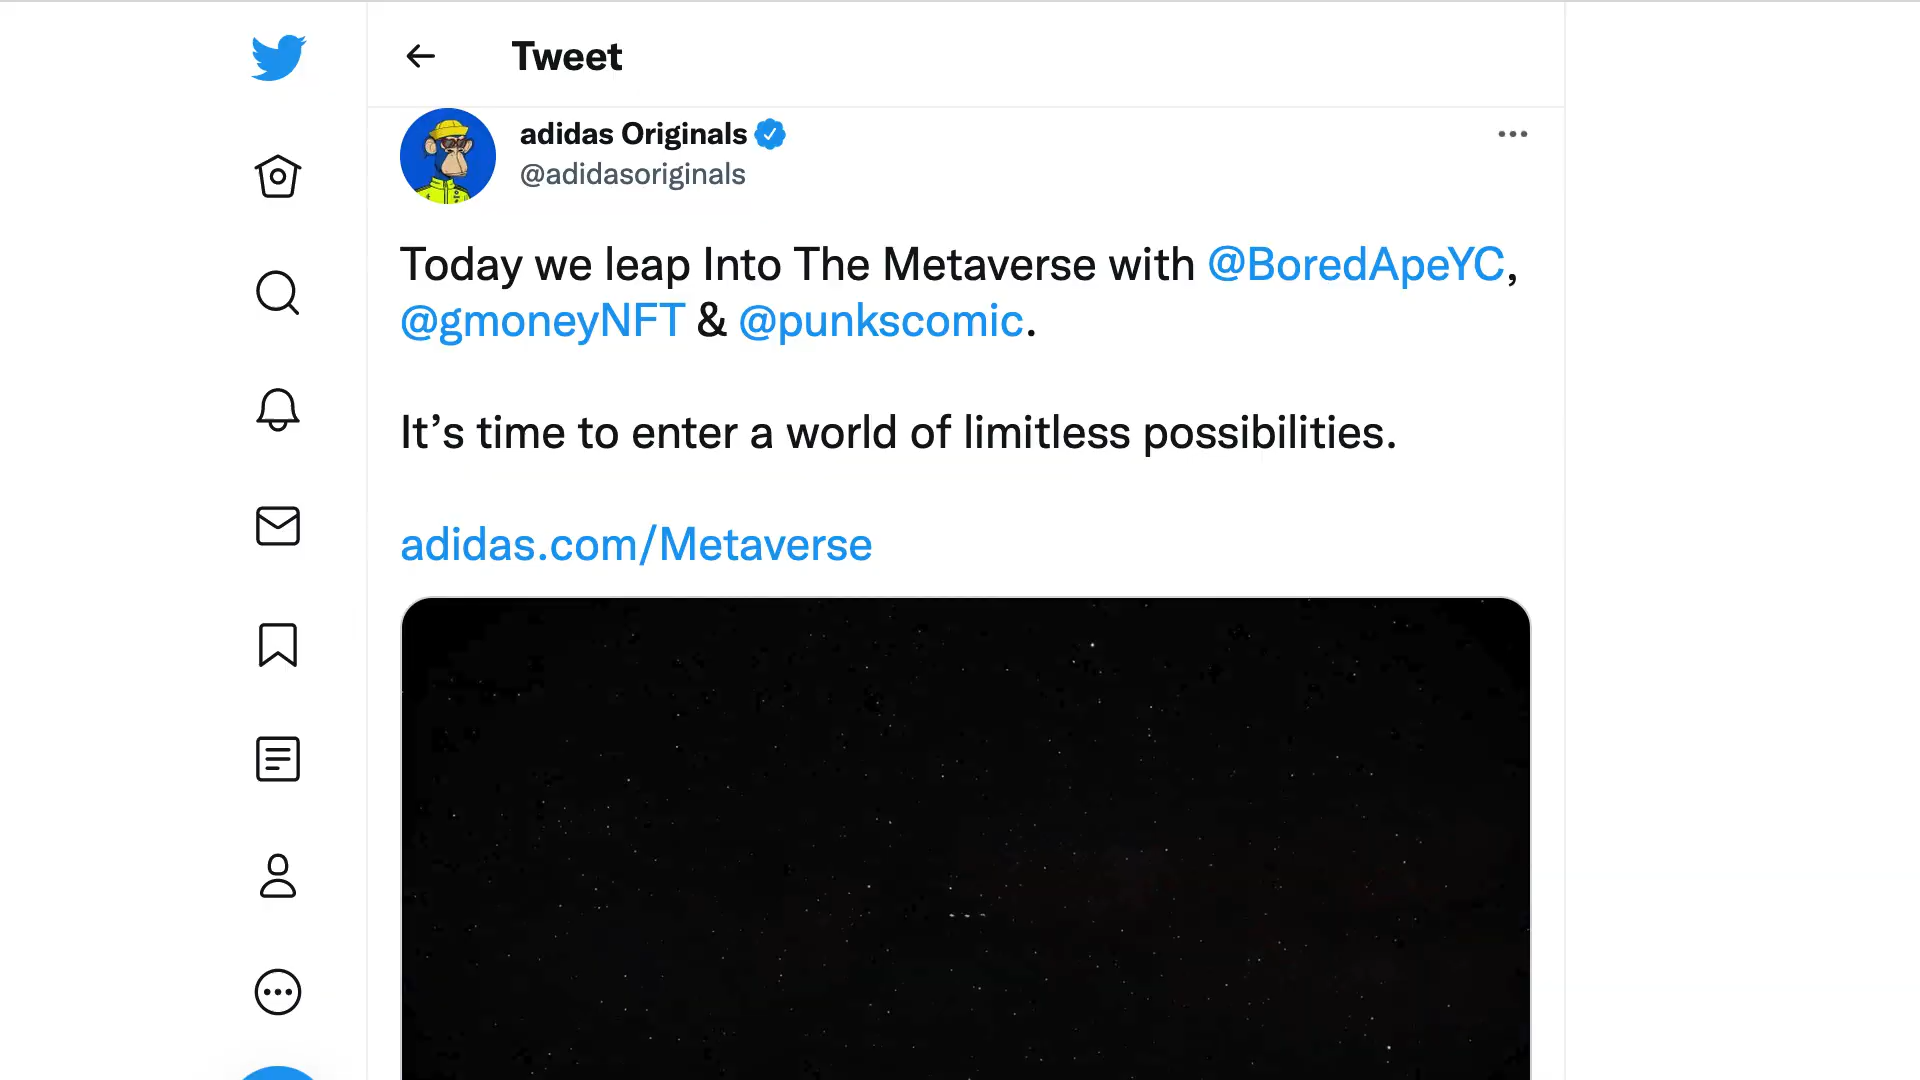 Tweet
adidas Originals
@adidasoriginals
Today we leap Into The Metaverse with @BoredApeYC,
@gmoneyNFT & @punkscomic.
It’s time to enter a world of limitless possibilities.
adidas.com/Metaverse